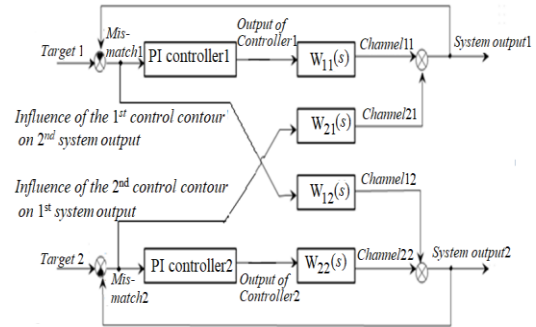 Target 1
Mis-
match1
PI controller1
Output of
Controller1
W11(s)
Channel11
System output1
Influence of the 1st control contour
on 2nd system output
W21(s)
Channel21
Influence of the 2nd control contour
on 1st system output
W12(s)
Channel12
Target 2
Mis-
match2
PI controller2
Output of
Controller2
W22(s)
Channel22
System output2